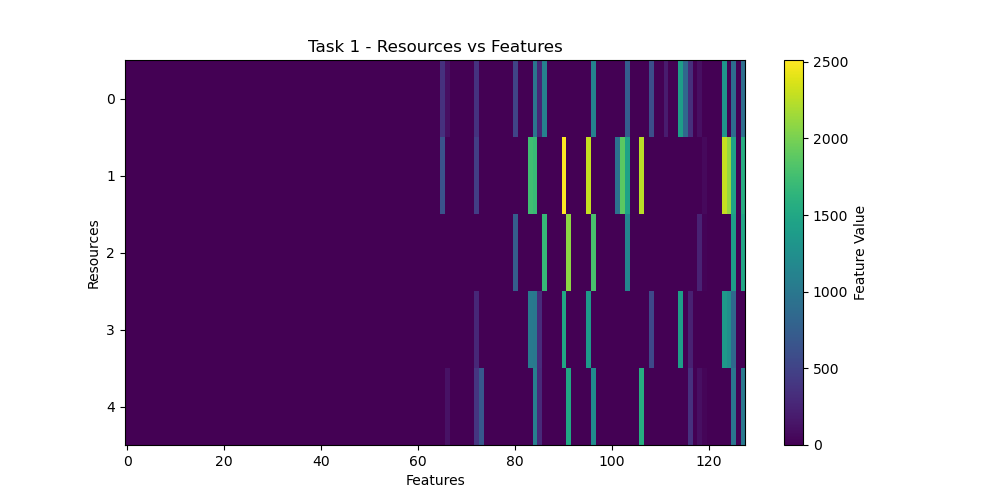 Task 1 - Resources vs Features
Resources
0
1
2
3
4
0 20 40 60 80 100 120
Features
2500
2000
1500
1000
500
0
Feature Value